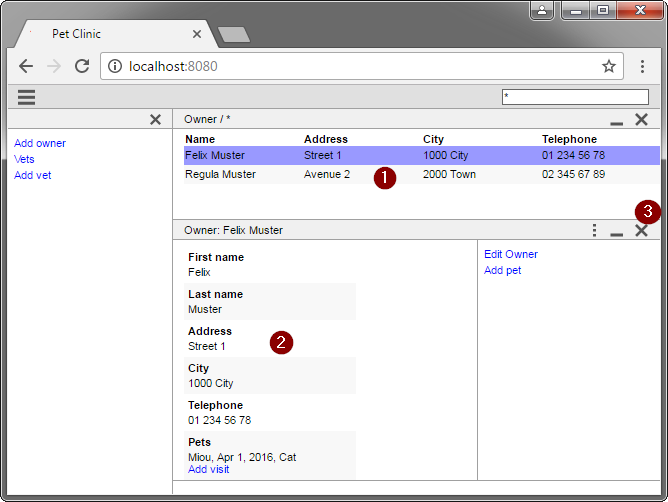 Pet Clinic
localhost:8080
*
Owner / *
Add owner
Vets
Add vet
Name Address City Telephone
Felix Muster Street 1 1000 City 01 234 56 78
Regula Muster Avenue 2 2000 Town 02 345 67 89
1
3
Owner: Felix Muster
First name
Felix
Last name
Muster
Address
Street 1
2
City
1000 City
Telephone
01 234 56 78
Pets
Miou, Apr 1, 2016, Cat
Add visit
Edit Owner
Add pet